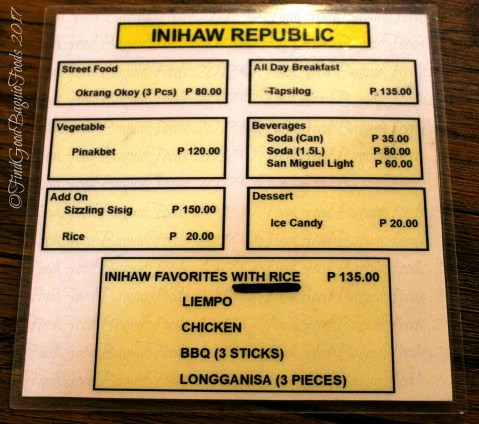 INIHAW REPUBLIC
Street Food
Okrang Okoy (3 Pcs) P 80.00
All Day Breakfast
Tapsilog P 135.00
Vegetable
Pinakbet P 120.00
Beverages
Soda (Can) P 35.00
Soda (1.5L) P 80.00
San Miguel Light P 60.00
Add On
Sizzling Sisig P 150.00
Rice P 20.00
Dessert
Ice Candy P 20.00
INIHAW FAVORITES WITH RICE P 135.00
LIEMPO
CHICKEN
BBQ (3 STICKS)
LONGGANISA (3 PIECES)
©FindGoodBaguioFoods 2017